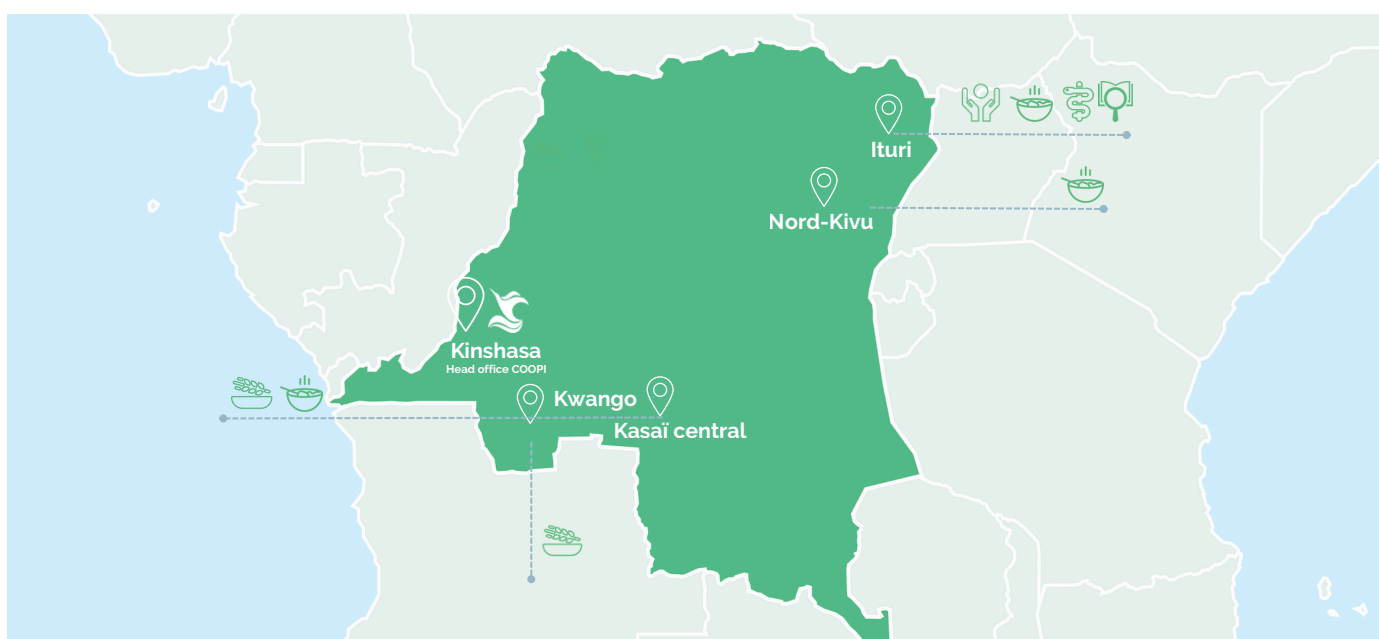 Ituri
Nord-Kivu
Kinshasa
Head office COOPI
Kwango
Kasaï central